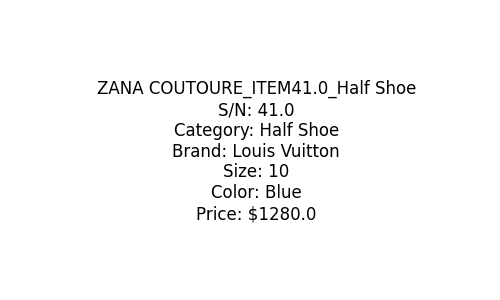 ZANA COUTOURE_ITEM41.0_Half Shoe
S/N: 41.0
Category: Half Shoe
Brand: Louis Vuitton
Size: 10
Color: Blue
Price: $1280.0